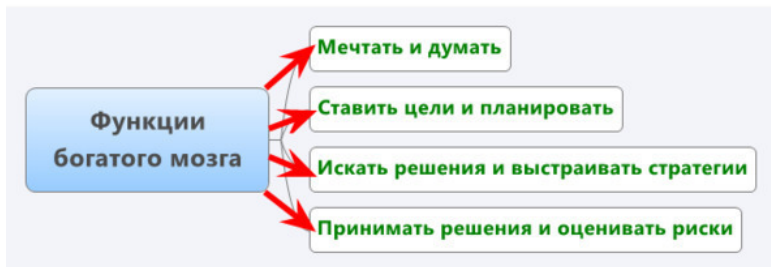 Функции
богатого мозга
Мечтать и думать
Ставить цели и планировать
Искать решения и выстраивать стратегии
Принимать решения и оценивать риски